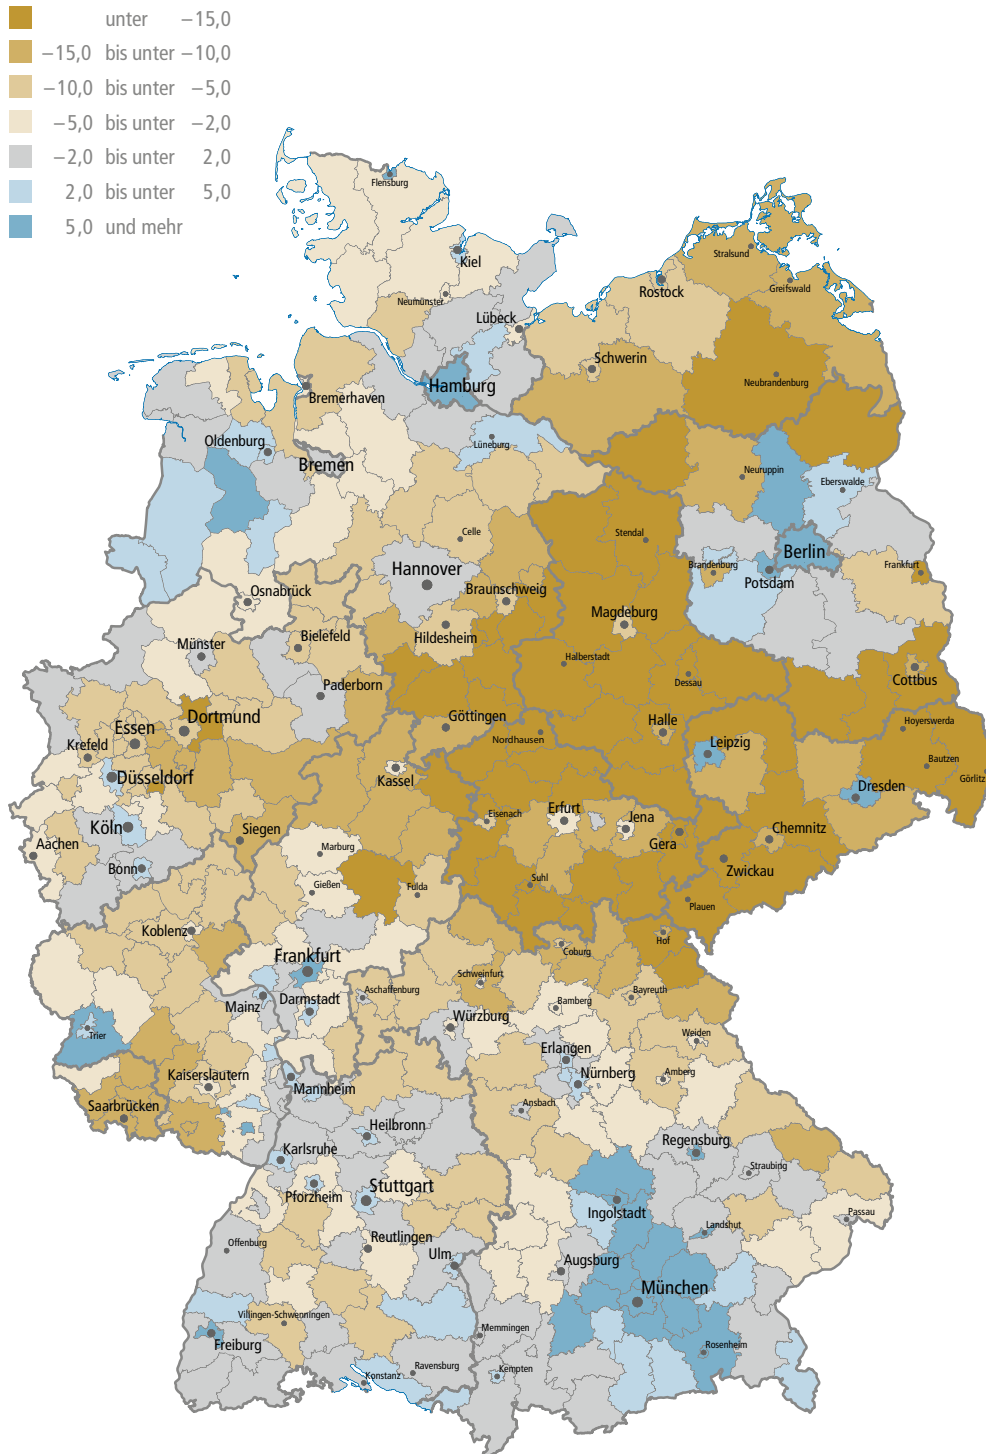 unter −15,0
−15,0 bis unter −10,0
−10,0 bis unter −5,0
−5,0 bis unter −2,0
−2,0 bis unter 2,0
2,0 bis unter 5,0
5,0 und mehr
Flensburg
Kiel
Stralsund
Greifswald
Rostock
Neumünster
Lübeck
Schwerin
Hamburg
Neubrandenburg
Bremerhaven
Oldenburg
Lüneburg
Bremen
Neuruppin
Eberswalde
Celle
Stendal
Berlin
Hannover
Brandenburg
Potsdam
Frankfurt
Braunschweig
Osnabrück
Magdeburg
Bielefeld
Hildesheim
Münster
Halberstadt
Cottbus
Paderborn
Dessau
Dortmund
Göttingen
Halle
Hoyerswerda
Essen
Nordhausen
Leipzig
Krefeld
Bautzen
Düsseldorf
Kassel
Görlitz
Dresden
Eisenach
Erfurt
Jena
Köln
Siegen
Chemnitz
Aachen
Gera
Marburg
Bonn
Zwickau
Gießen
Fulda
Suhl
Plauen
Koblenz
Hof
Coburg
Frankfurt
Schweinfurt
Aschaffenburg
Bayreuth
Mainz
Darmstadt
Bamberg
Würzburg
Trier
Weiden
Erlangen
Nürnberg
Amberg
Kaiserslautern
Mannheim
Saarbrücken
Ansbach
Heilbronn
Regensburg
Karlsruhe
Straubing
Stuttgart
Pforzheim
Ingolstadt
Passau
Landshut
Offenburg
Reutlingen
Ulm
Augsburg
München
Villingen-Schwenningen
Memmingen
Freiburg
Rosenheim
Ravensburg
Kempten
Konstanz